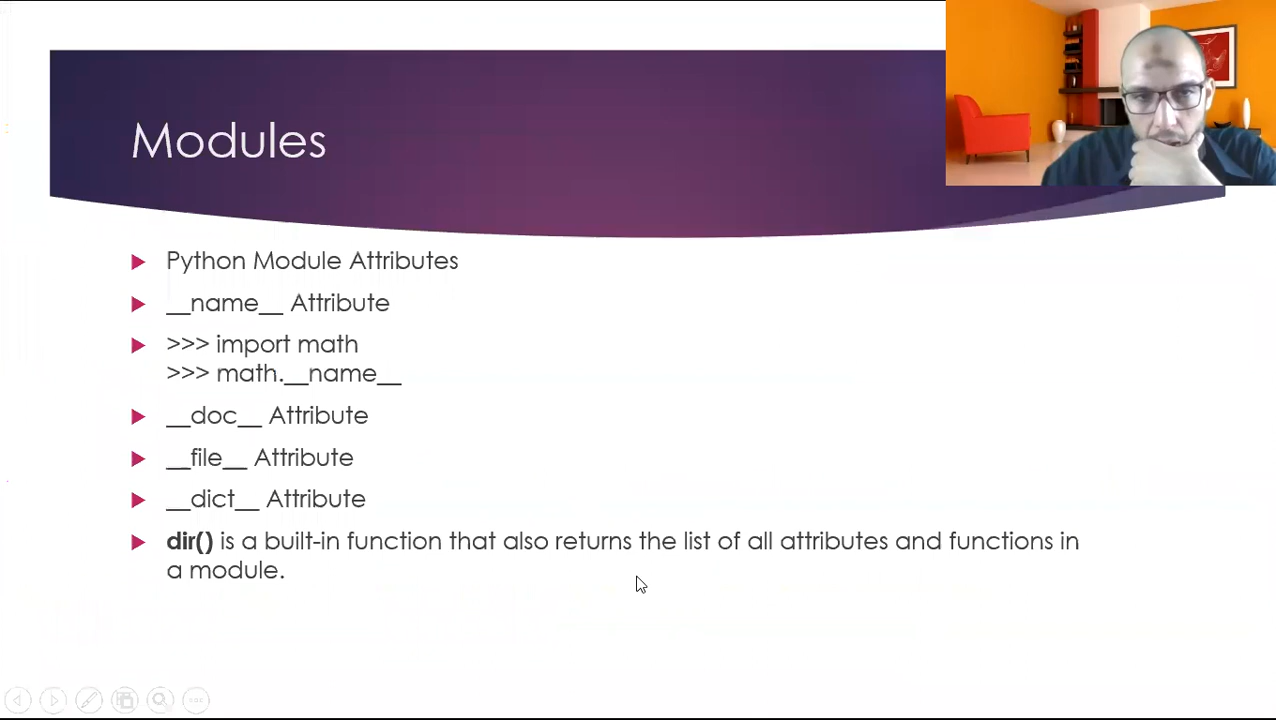 Modules
Python Module Attributes
__name__ Attribute
>>> import math
>>> math.__name__
__doc__ Attribute
__file__ Attribute
__dict__ Attribute
dir() is a built-in function that also returns the list of all attributes and functions in
a module.